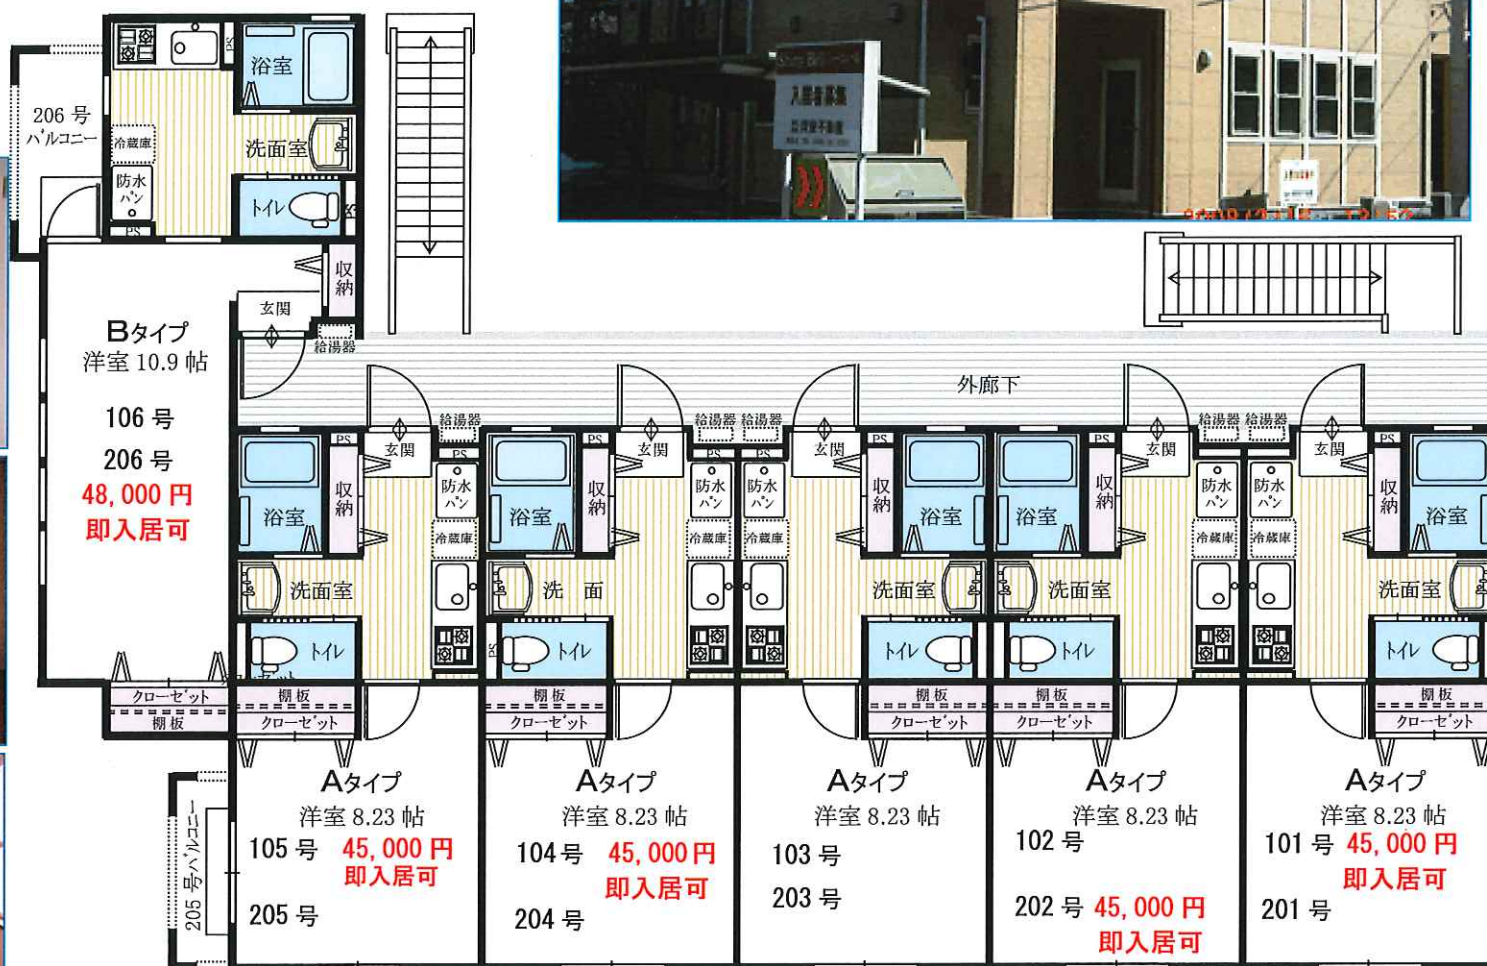 入居者募集
206 号
バルコニー
浴室
PS
冷蔵庫
洗面室
防水
パン
トイレ
PS
PS
収納
玄関
給湯器
Bタイプ
洋室 10.9 帖
106 号
206 号
48,000 円
即入居可
クローゼット
棚板
外廊下
給湯器
給湯器 給湯器
給湯器 給湯器
玄関
玄関
玄関
玄関
玄関
浴室
PS
収納
PS
防水
パン
冷蔵庫
洗面室
トイレ
棚板
クローゼット
Aタイプ
洋室 8.23 帖
105 号 45,000 円
即入居可
205 号
205 号バルコニー
浴室
PS
収納
PS
防水
パン
冷蔵庫
洗 面
PS
トイレ
棚板
クローゼット
Aタイプ
洋室 8.23 帖
104 号 45,000 円
即入居可
204 号
PS
防水
パン
冷蔵庫
PS
収納
浴室
洗面室
トイレ
棚板
クローゼット
Aタイプ
洋室 8.23 帖
103 号
203 号
浴室
PS
収納
防水
パン
冷蔵庫
洗面室
トイレ
棚板
クローゼット
Aタイプ
洋室 8.23 帖
102 号
202 号 45,000 円
即入居可
防水
パン
冷蔵庫
PS
収納
浴室
洗面室
トイレ
棚板
クローゼット
Aタイプ
洋室 8.23 帖
101 号 45,000 円
即入居可
201 号